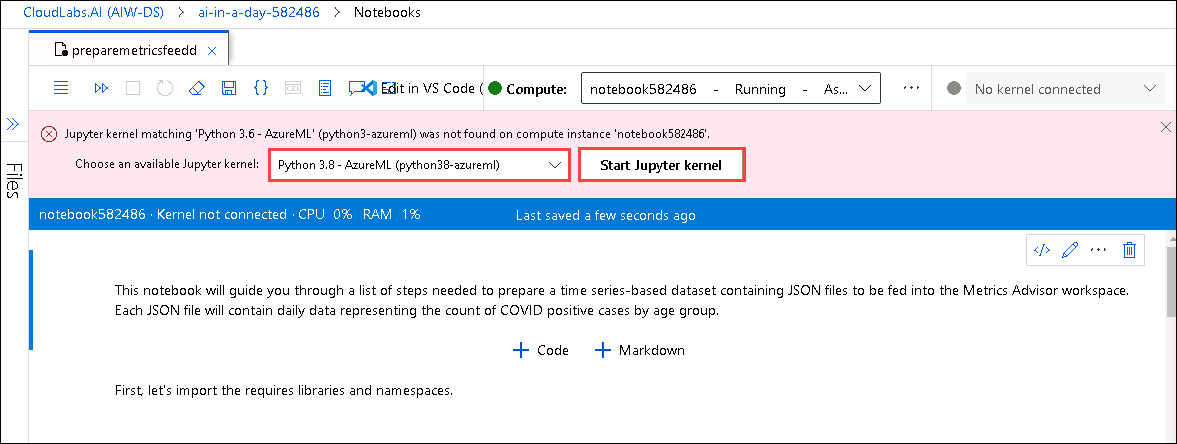 CloudLabs.AI (AIW-DS) > ai-in-a-day-582486 > Notebooks
preparemetricsfeedd ×
Edit in VS Code ( Compute: notebook582486 - Running - As... ··· No kernel connected
Files
Jupyter kernel matching 'Python 3.6 - AzureML' (python3-azureml) was not found on compute instance 'notebook582486'.
Choose an available Jupyter kernel: Python 3.8 - AzureML (python38-azureml) Start Jupyter kernel
notebook582486 · Kernel not connected · CPU 0% RAM 1% Last saved a few seconds ago
This notebook will guide you through a list of steps needed to prepare a time series-based dataset containing JSON files to be fed into the Metrics Advisor workspace.
Each JSON file will contain daily data representing the count of COVID positive cases by age group.
+ Code + Markdown
First, let's import the requires libraries and namespaces.